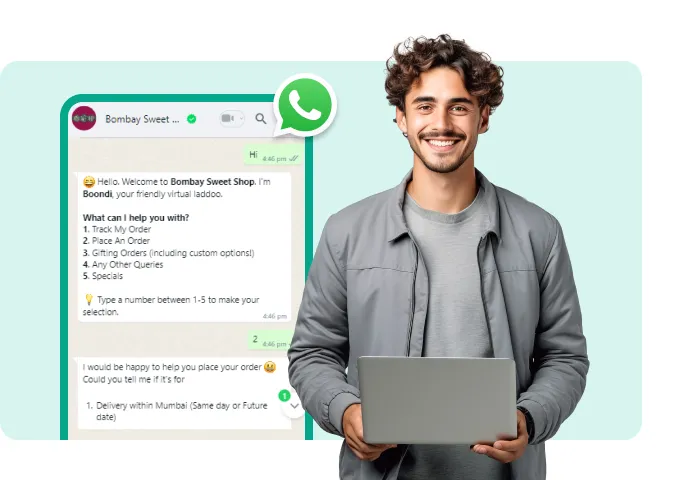 Bombay Sweet ...
Hi
4:46 pm
😄 Hello. Welcome to Bombay Sweet Shop. I'm
Boondi, your friendly virtual laddoo.
What can I help you with?
1. Track My Order
2. Place An Order
3. Gifting Orders (including custom options!)
4. Any Other Queries
5. Specials
💡 Type a number between 1-5 to make your
selection.
4:46 pm
2
4:46 pm
I would be happy to help you place your order 😀
Could you tell me if it's for
1
1. Delivery within Mumbai (Same day or Future
date)